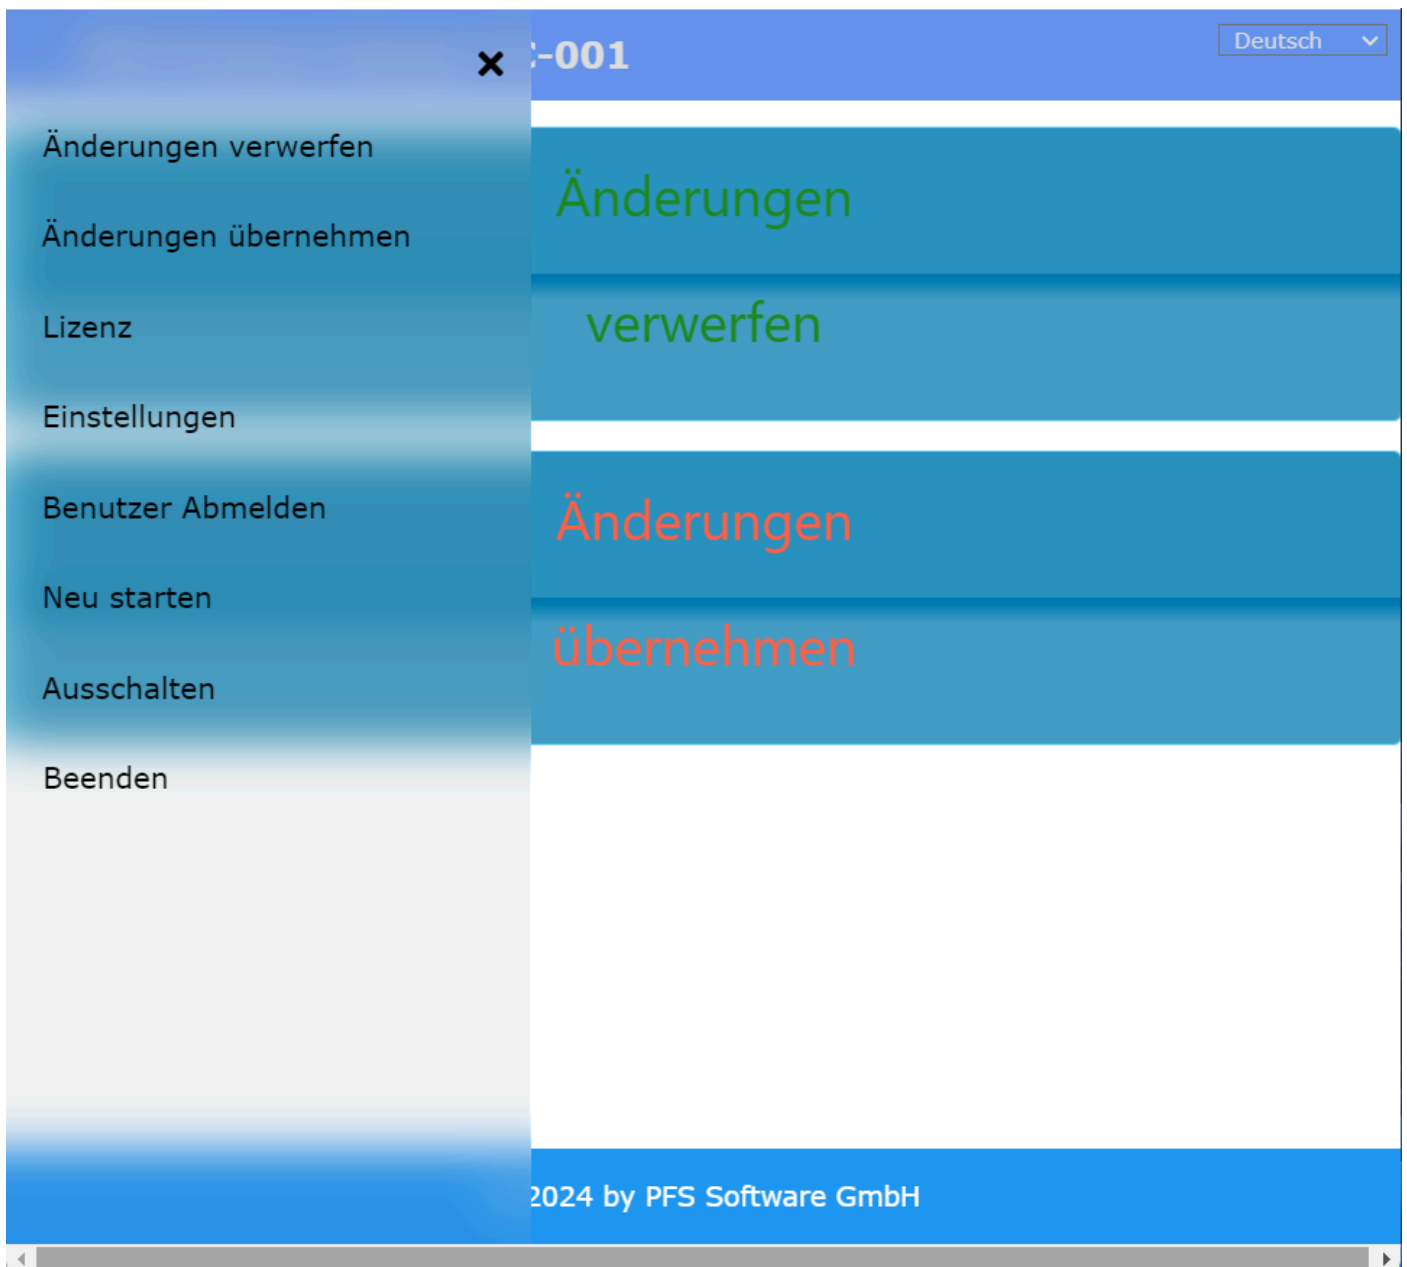 -001
Deutsch
Änderungen verwerfen
Änderungen übernehmen
Lizenz
Einstellungen
Benutzer Abmelden
Neu starten
Ausschalten
Beenden
Änderungen
verwerfen
Änderungen
übernehmen
2024 by PFS Software GmbH